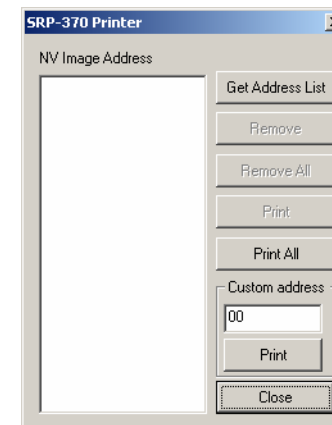 SRP-370 Printer
NV Image Address
Get Address List
Remove
Remove All
Print
Print All
Custom address
00
Print
Close